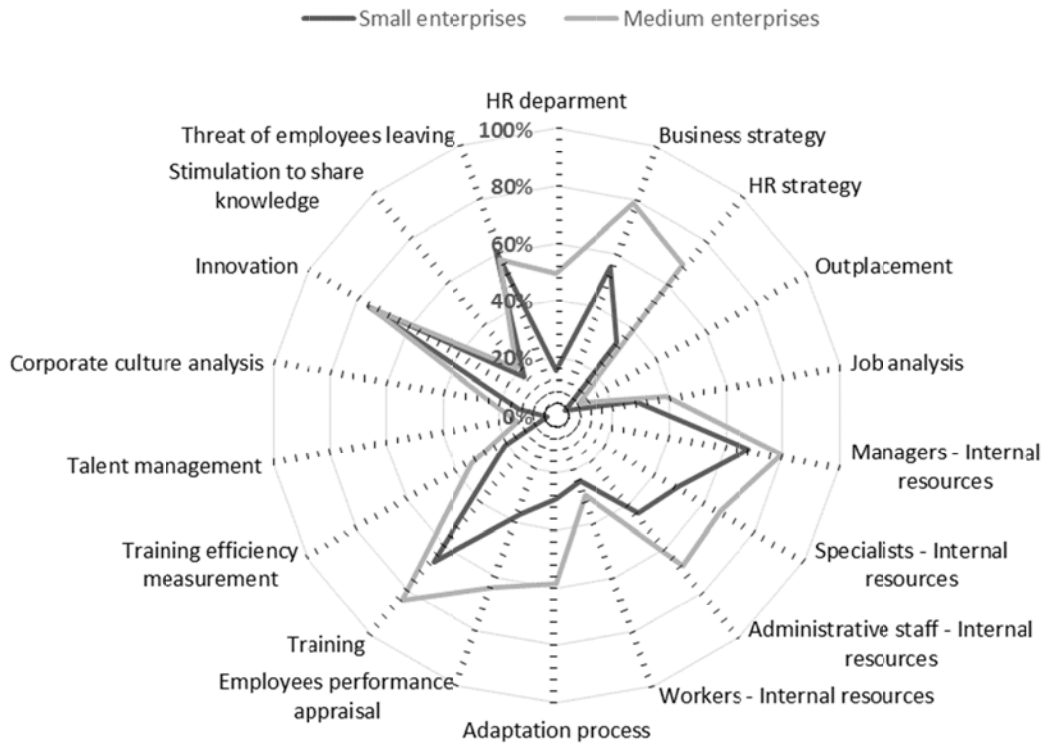 Small enterprises
Medium enterprises
HR deparment
Threat of employees leaving
100%
Business strategy
Stimulation to share
knowledge
80%
HR strategy
60%
Innovation
Outplacement
40%
Corporate culture analysis
20%
Job analysis
0%
Talent management
Managers - Internal
resources
Training efficiency
measurement
Specialists - Internal
resources
Training
Administrative staff - Internal
resources
Employees performance
appraisal
Workers - Internal resources
Adaptation process